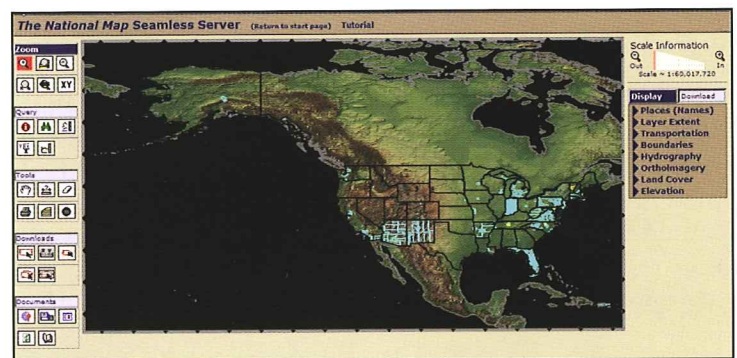 The National Map Seamless Server (Return to start page) Tutorial
Zoom
XY
Query
Tools
Downloads
Documents
Scale Information
Out In
Scale ~ 1:60,017,720
Display Download
Places (Names)
Layer Extent
Transportation
Boundaries
Hydrography
Orthoimagery
Land Cover
Elevation